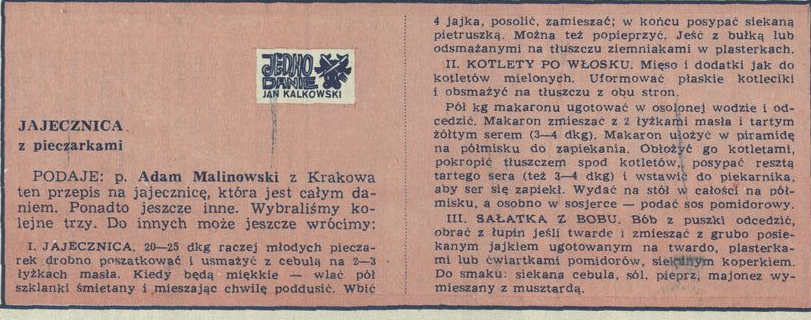 JEDNO
DANIE
JAN KALKOWSKI
JAJECZNICA
z pieczarkami
PODAJE: p. Adam Malinowski z Krakowa
ten przepis na jajecznicę, która jest całym da-
niem. Ponadto jeszcze inne. Wybraliśmy ko-
lejne trzy. Do innych może jeszcze wrócimy:
I. JAJECZNICA. 20—25 dkg raczej młodych piecza-
rek drobno poszatkować i usmażyć z cebulą na 2—3
łyżkach masła. Kiedy będą miękkie — wlać pół
szklanki śmietany i mieszając chwilę poddusić. Wbić
4 jajka, posolić, zamieszać; w końcu posypać siekaną
pietruszką. Można też popieprzyć. Jeść z bułką lub
odsmażanymi na tłuszczu ziemniakami w plasterkach.
II. KOTLETY PO WŁOSKU. Mięso i dodatki jak do
kotletów mielonych. Uformować płaskie kotleciki
i obsmażyć na tłuszczu z obu stron.
Pół kg makaronu ugotować w osolonej wodzie i od-
cedzić. Makaron zmieszać z 2 łyżkami masła i tartym
żółtym serem (3—4 dkg). Makaron ułożyć w piramidę
na półmisku do zapiekania. Obłożyć go kotletami,
pokropić tłuszczem spod kotletów, posypać resztą
tartego sera (też 3—4 dkg) i wstawić do piekarnika,
aby ser się zapiekł. Wydać na stół w całości na pół-
misku, a osobno w sosjerce — podać sos pomidorowy.
III. SAŁATKA Z BOBU. Bób z puszki odcedzić,
obrać z łupin jeśli twarde i zmieszać z grubo posie-
kanym jajkiem ugotowanym na twardo, plasterka-
mi lub ćwiartkami pomidorów, siekanym koperkiem.
Do smaku: siekana cebula, sól, pieprz, majonez wy-
mieszany z musztardą.